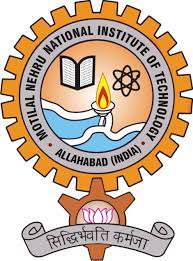 • MOTILAL NEHRU NATIONAL INSTITUTE OF TECHNOLOGY •
ALLAHABAD (INDIA)
सिद्धिर्भवति कर्मजा